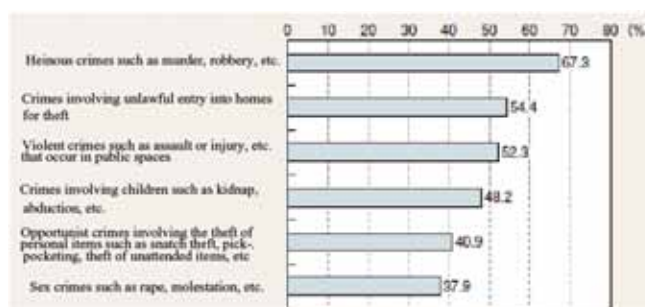 0 10 20 30 40 50 60 70 80 (%
Heinous crimes such as murder, robbery, etc. 67.3
Crimes involving unlawful entry into homes
for theft 54.4
Violent crimes such as assault or injury, etc.
that occur in public spaces 52.3
Crimes involving children such as kidnap,
abduction, etc. 48.2
Opportunist crimes involving the theft of
personal items such as snatch theft, pick-.
pocketing, theft of unattended items, etc 40.9
Sex crimes such as rape, molestation, etc. 37.9